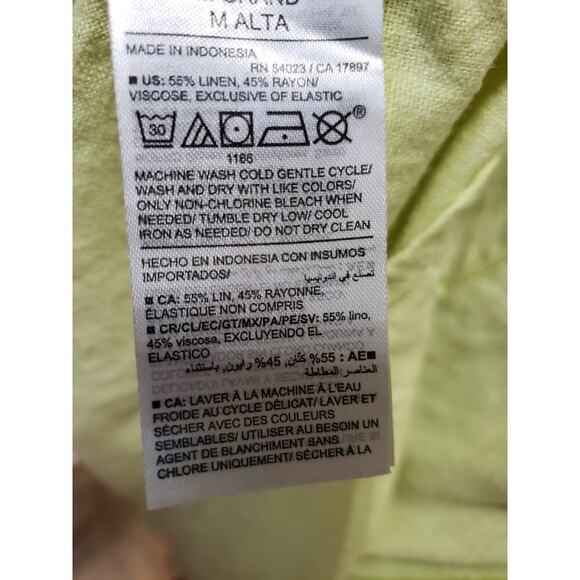 M ALTA
MADE IN INDONESIA
RN 54023 / CA 17897
■ US: 55% LINEN, 45% RAYON/
VISCOSE, EXCLUSIVE OF ELASTIC
30
®
1166
MACHINE WASH COLD GENTLE CYCLE/
WASH AND DRY WITH LIKE COLORS/
ONLY NON-CHLORINE BLEACH WHEN
NEEDED/ TUMBLE DRY LOW/ COOL
IRON AS NEEDED/ DO NOT DRY CLEAN
HECHO EN INDONESIA CON INSUMOS
IMPORTADOS/
تصنع في اندونيسيا
■ CA: 55% LIN, 45% RAYONNE,
ÉLASTIQUE NON COMPRIS
■ CR/CL/EC/GT/MX/PA/PE/SV: 55% lino,
45% viscosa, EXCLUYENDO EL
ELASTICO
■ AE: 55% كتّان, 45% رايون, باستثناء
العناصر المطاطة
■ CA: LAVER À LA MACHINE À L'EAU
FROIDE AU CYCLE DÉLICAT/ LAVER ET
SÉCHER AVEC DES COULEURS
SEMBLABLES/ UTILISER AU BESOIN UN
AGENT DE BLANCHIMENT SANS
CHLORE UNIQUEMENT/ SÉCHER À LA